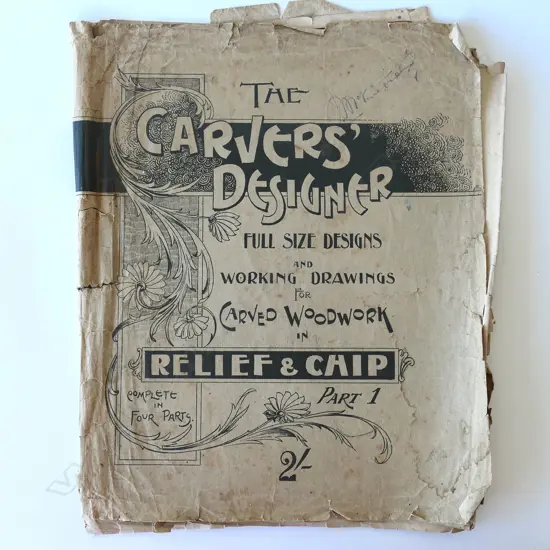 THE
CARVERS'
DESIGNER
FULL SIZE DESIGNS
AND
WORKING DRAWINGS
FOR
CARVED WOODWORK
IN
RELIEF & CHIP
COMPLETE
IN
FOUR PARTS.
PART 1
2/-